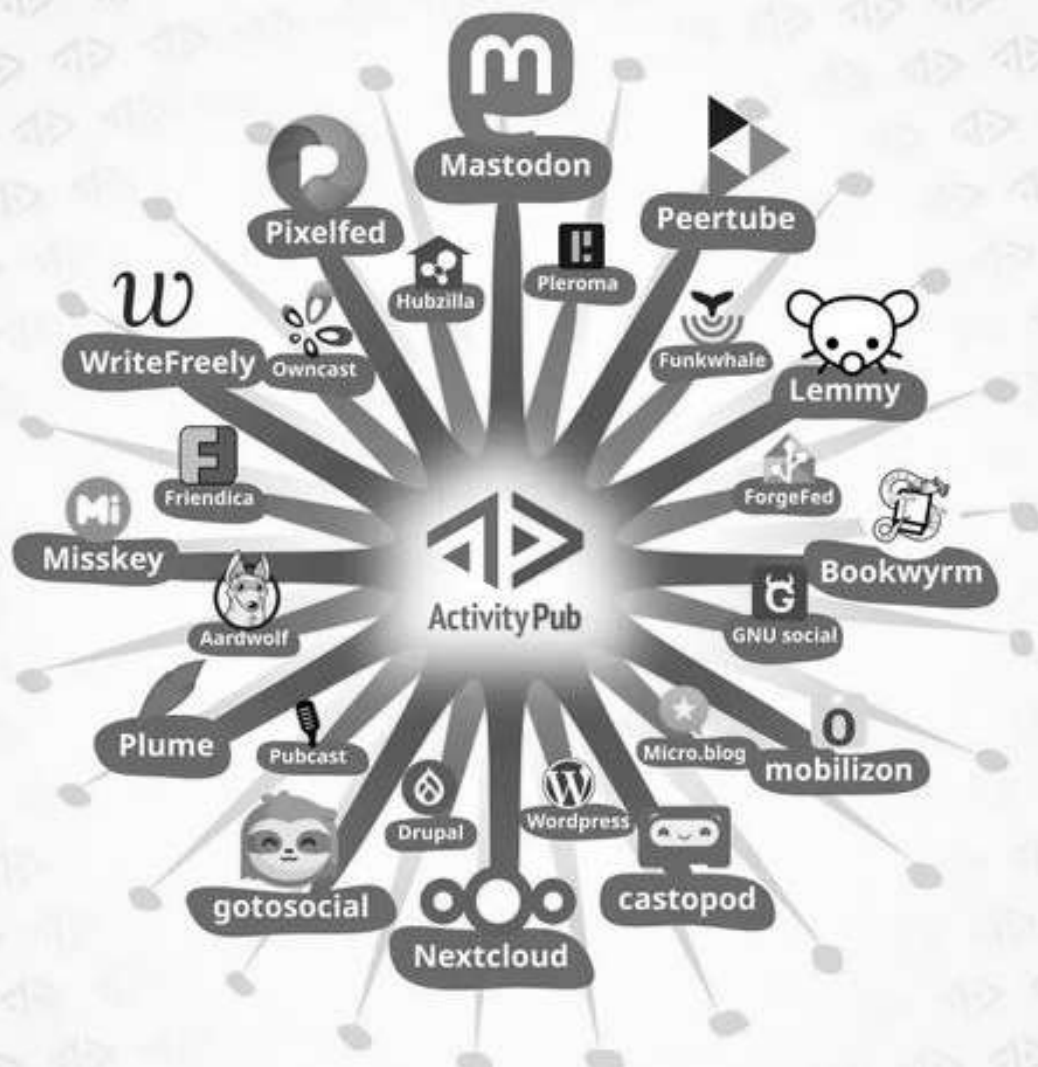 Mastodon
Pixelfed
Peertube
Hubzilla
Pleroma
WriteFreely
Owncast
Funkwhale
Lemmy
Friendica
ForgeFed
Misskey
Bookwyrm
ActivityPub
Aardwolf
GNU social
Plume
Pubcast
Micro.blog
mobilizon
Drupal
Wordpress
gotosocial
castopod
Nextcloud